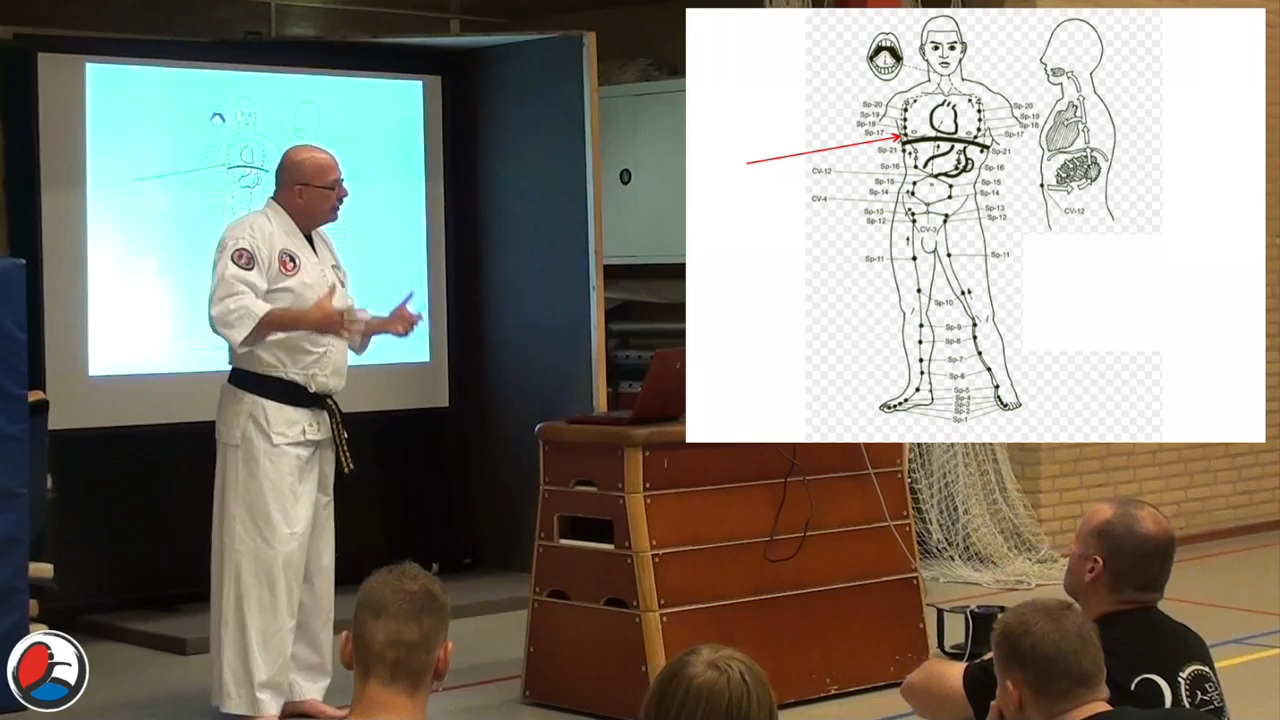 Sp-20
Sp-19
Sp-18
Sp-17
Sp-21
Sp-16
CV-12
Sp-15
Sp-14
CV-4
Sp-13
Sp-12
CV-3
Sp-11
Sp-20
Sp-19
Sp-18
Sp-17
Sp-21
Sp-16
Sp-15
Sp-14
Sp-13
Sp-12
Sp-11
Sp-10
Sp-9
Sp-8
Sp-7
Sp-6
Sp-5
Sp-4
Sp-3
Sp-2
Sp-1
CV-12